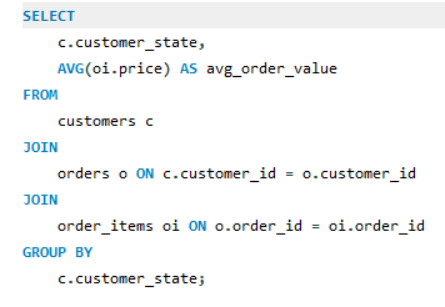 SELECT
    c.customer_state,
    AVG(oi.price) AS avg_order_value
FROM
    customers c
JOIN
    orders o ON c.customer_id = o.customer_id
JOIN
    order_items oi ON o.order_id = oi.order_id
GROUP BY
    c.customer_state;